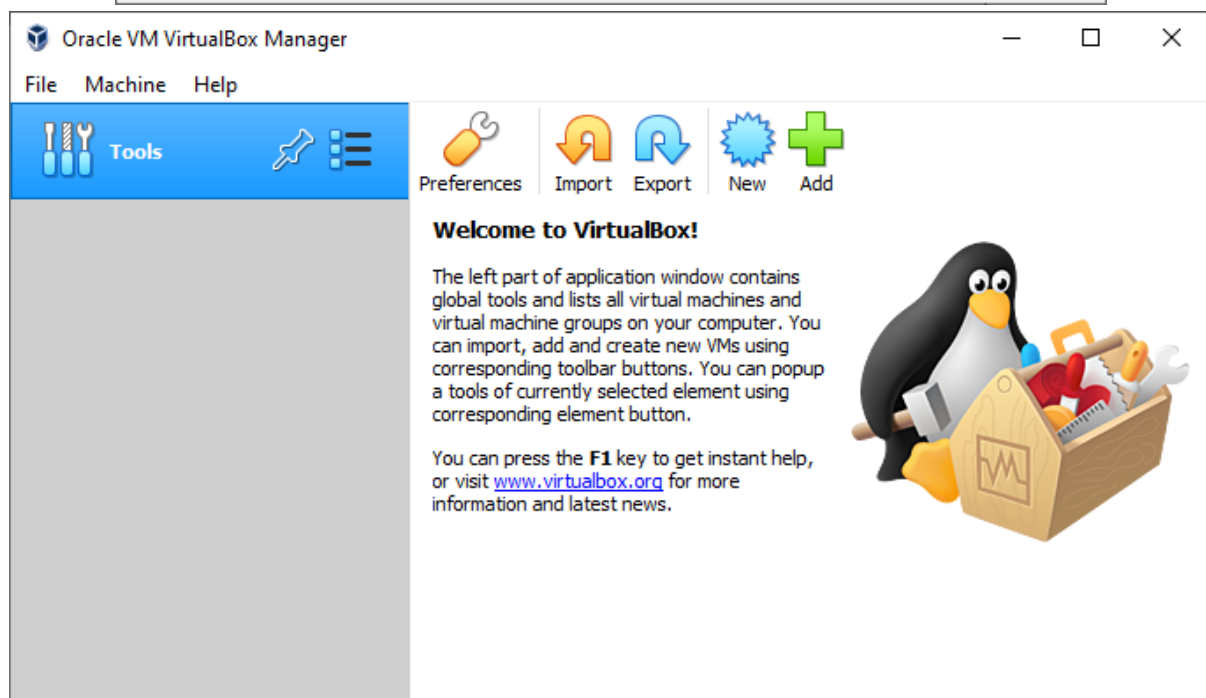 Oracle VM VirtualBox Manager
File Machine Help
Tools
Preferences Import Export New Add
Welcome to VirtualBox!
The left part of application window contains
global tools and lists all virtual machines and
virtual machine groups on your computer. You
can import, add and create new VMs using
corresponding toolbar buttons. You can popup
a tools of currently selected element using
corresponding element button.
You can press the F1 key to get instant help,
or visit www.virtualbox.org for more
information and latest news.